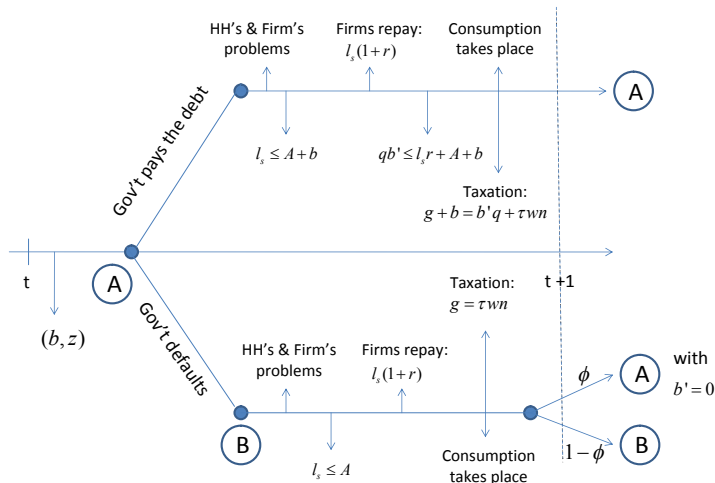 HH's & Firm's
problems
Firms repay:
l_s(1+r)
Consumption
takes place
Gov't pays the debt
A
l_s ≤ A+b
qb' ≤ l_s r + A + b
Taxation:
g + b = b'q + τwn
t
A
t+1
(b, z)
Gov't defaults
Taxation:
g = τwn
HH's & Firm's
problems
Firms repay:
l_s(1+r)
ϕ
A
with
b' = 0
B
1−ϕ
B
l_s ≤ A
Consumption
takes place